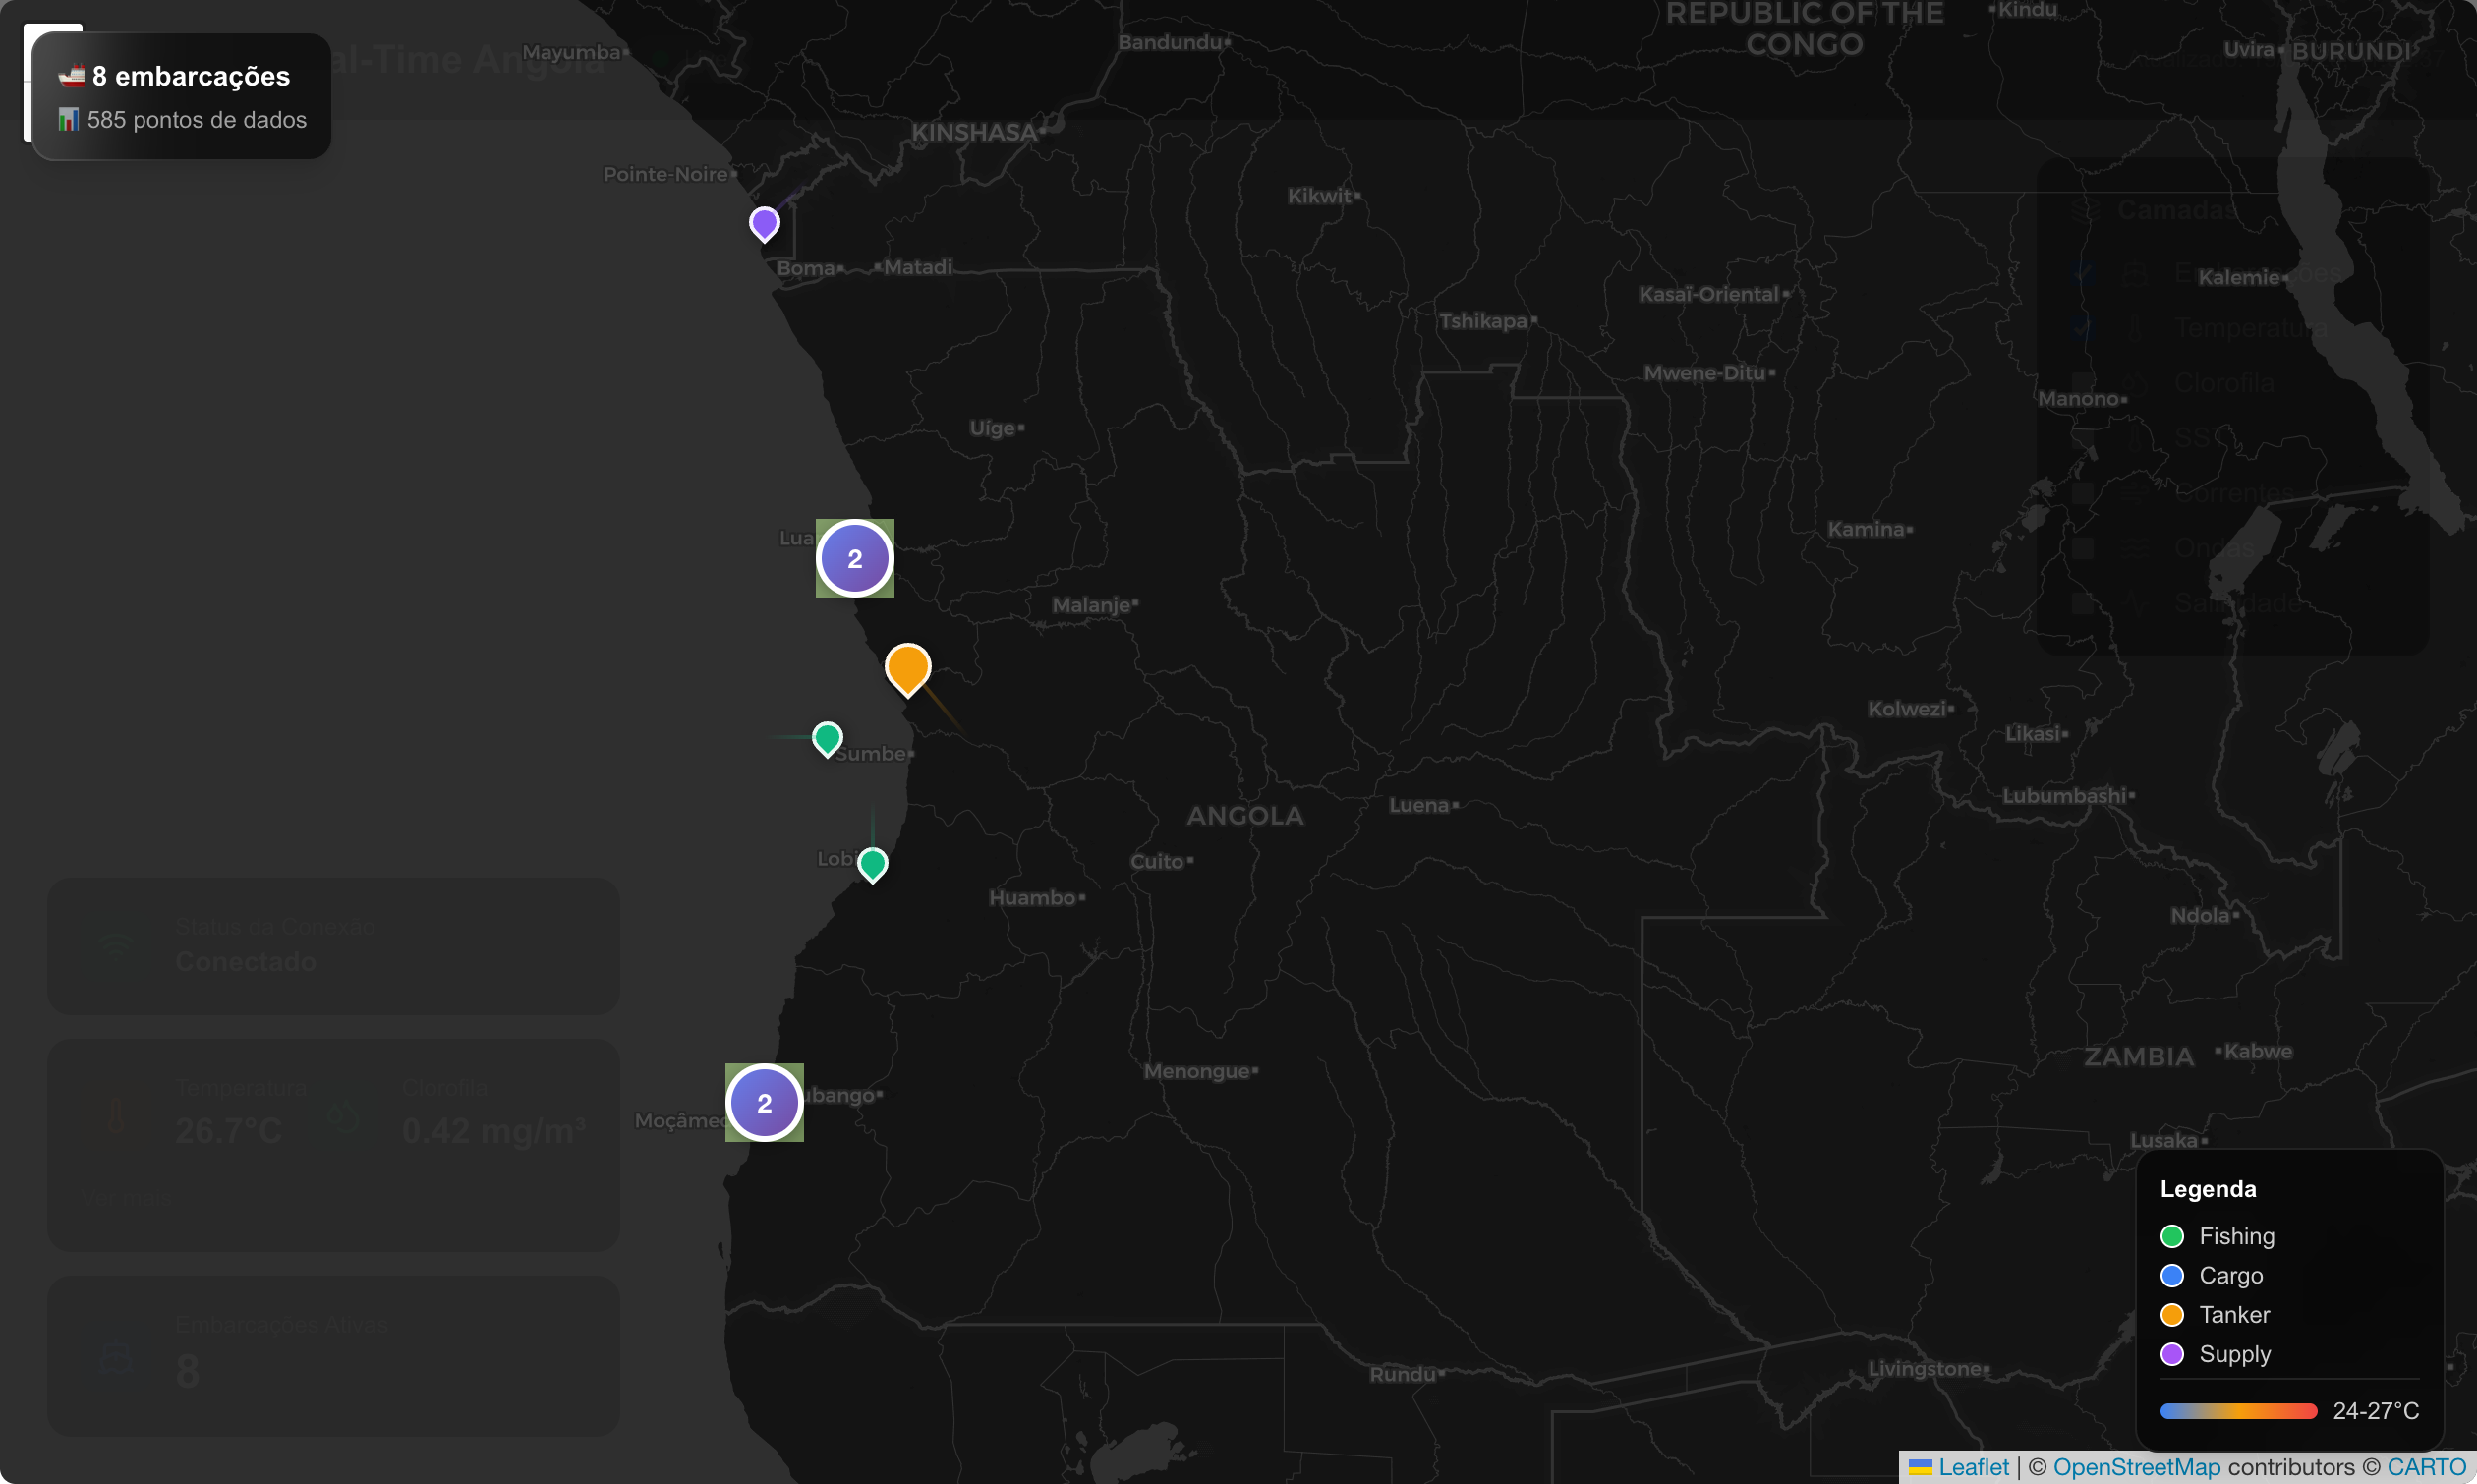 8 embarcações
585 pontos de dados
al-Time Angola
Mayumba
Bandundu
REPUBLIC OF THE
CONGO
Kindu
Uvira
BURUNDI
KINSHASA
Pointe-Noire
Kikwit
Boma
Matadi
Kasaï-Oriental
Tshikapa
Mwene-Ditu
Kalemie
Manono
Camadas
Temperatura
Clorofila
SST
Correntes
Ondas
Salinidade
Uíge
Kamina
Lua
2
Malanje
Kolwezi
Likasi
Sumbe
ANGOLA
Luena
Lubumbashi
Lobi
Cuito
Huambo
Ndola
Status da Conexão
Conectado
Menongue
ZAMBIA
Kabwe
2
ubango
Moçâmed
Lusaka
Temperatura
26.7°C
Clorofila
0.42 mg/m³
Ver mais
Embarcações Ativas
8
Rundu
Livingstone
Legenda
Fishing
Cargo
Tanker
Supply
24-27°C
Leaflet | © OpenStreetMap contributors © CARTO